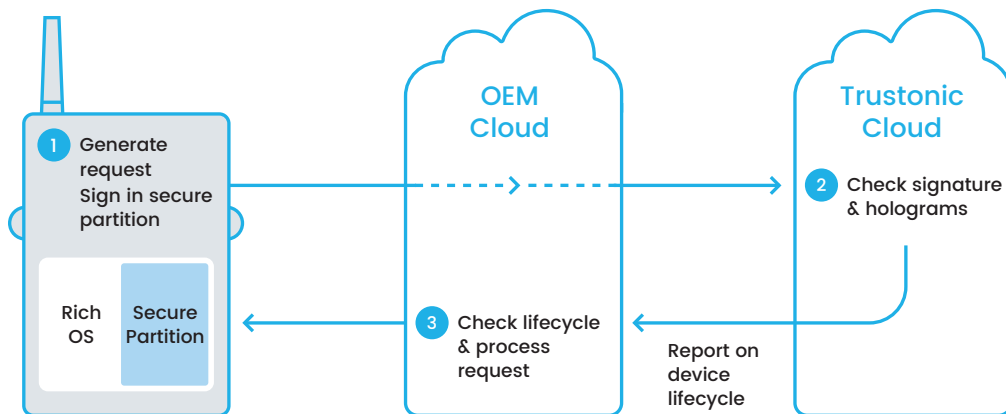 OEM
Cloud
Trustonic
Cloud
1 Generate
request
Sign in secure
partition
2 Check signature
& holograms
Rich
OS
Secure
Partition
3 Check lifecycle
& process
request
Report on
device
lifecycle